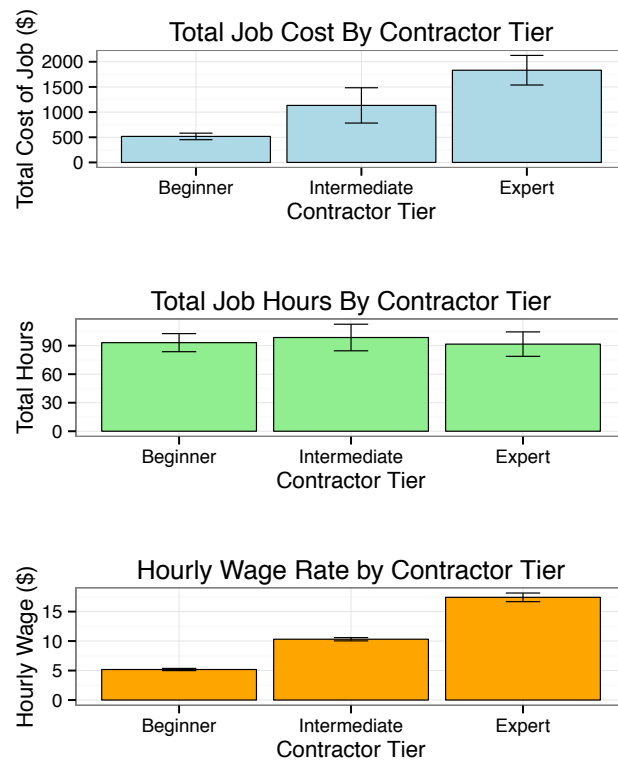 Total Job Cost By Contractor Tier
Total Cost of Job ($)
2000
1500
1000
500
0
Beginner Intermediate Expert
Contractor Tier
Total Job Hours By Contractor Tier
Total Hours
90
60
30
0
Beginner Intermediate Expert
Contractor Tier
Hourly Wage Rate by Contractor Tier
Hourly Wage ($)
15
10
5
0
Beginner Intermediate Expert
Contractor Tier